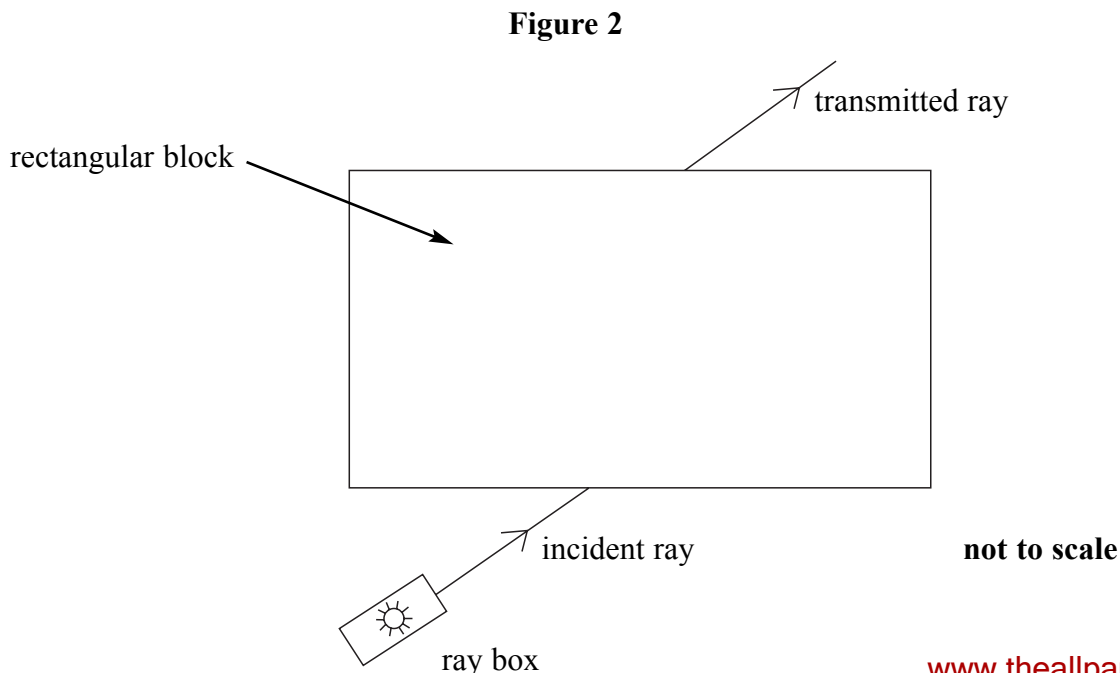 Figure 2
transmitted ray
rectangular block
incident ray
not to scale
ray box